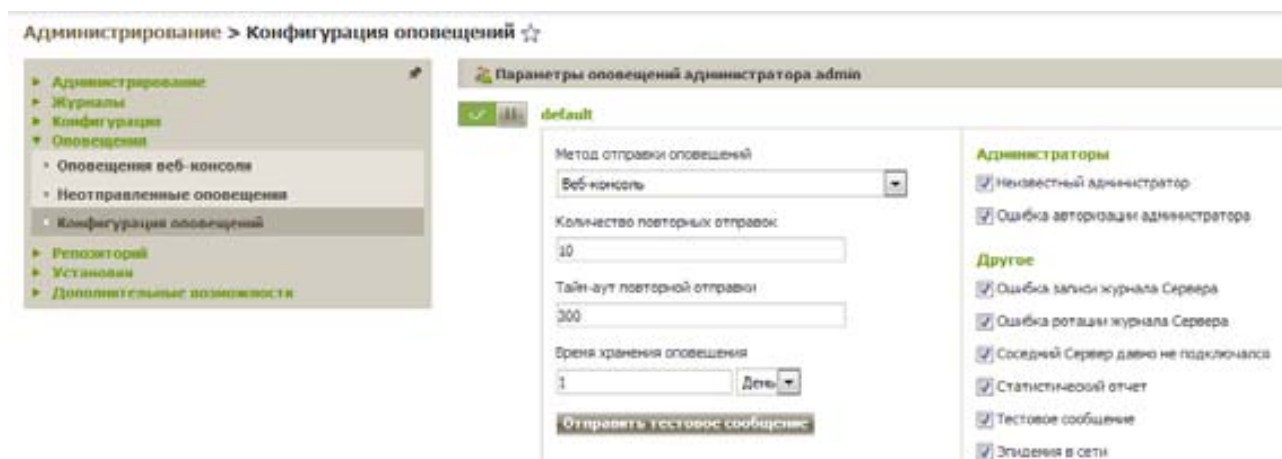 Администрирование > Конфигурация оповещений
Администрирование
Журналы
Конфигурация
Оповещения
Оповещения веб-консоли
Неотправленные оповещения
Конфигурация оповещений
Репозиторий
Установки
Дополнительные возможности
Параметры оповещений администратора admin
default
Метод отправки оповещений
Веб-консоль
Количество повторных отправок
10
Тайм-аут повторной отправки
300
Время хранения оповещения
1
День
Отправить тестовое сообщение
Администраторы
Неизвестный администратор
Ошибка авторизации администратора
Другое
Ошибка записи журнала Сервера
Ошибка ротации журнала Сервера
Соседний Сервер давно не подключался
Статистический отчет
Тестовое сообщение
Эпидемия в сети